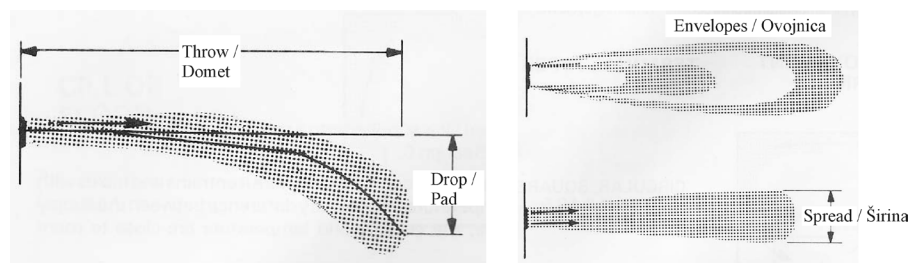 Throw /
Domet
Drop /
Pad
Envelopes / Ovojnica
Spread / Širina